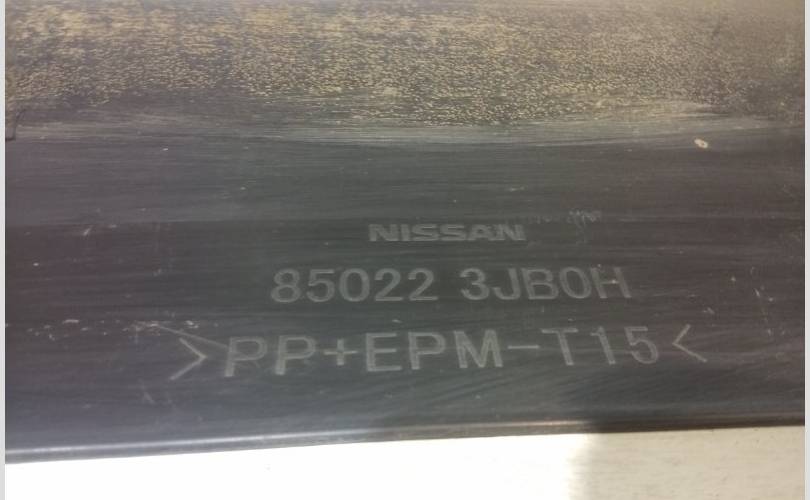 NISSAN
85022 3JB0H
>PP+EPM-T15<